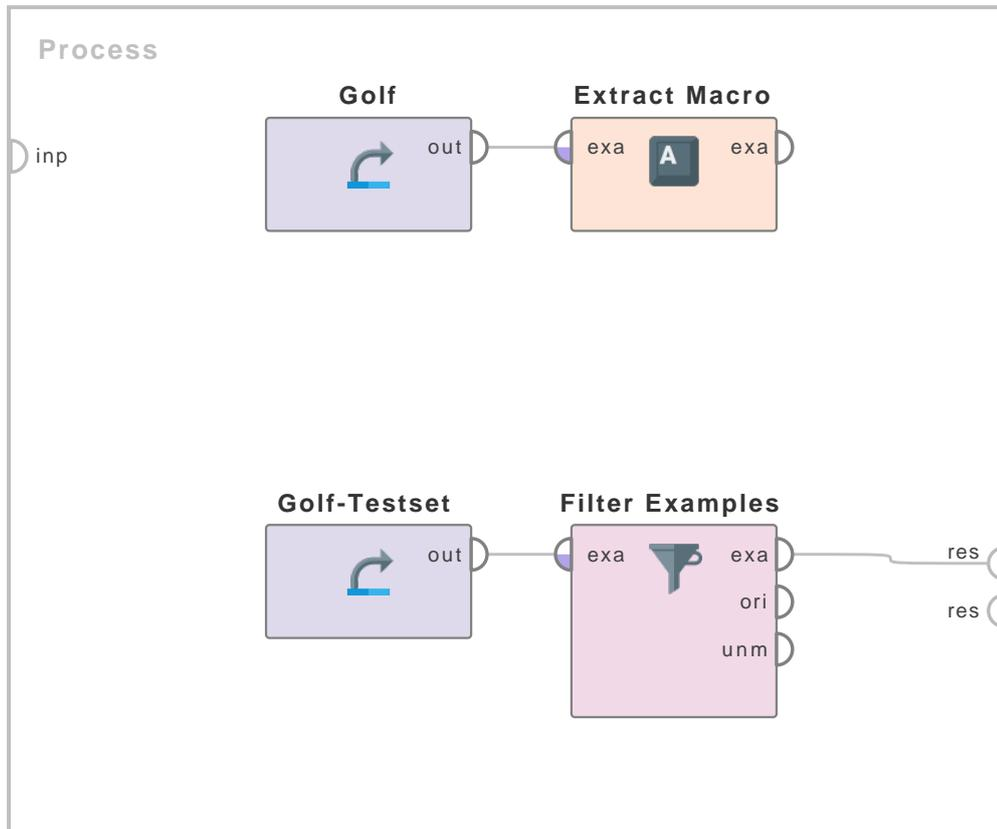 Process
inp
Golf
out
Extract Macro
exa
A
exa
Golf-Testset
out
Filter Examples
exa
exa
ori
unm
res
res